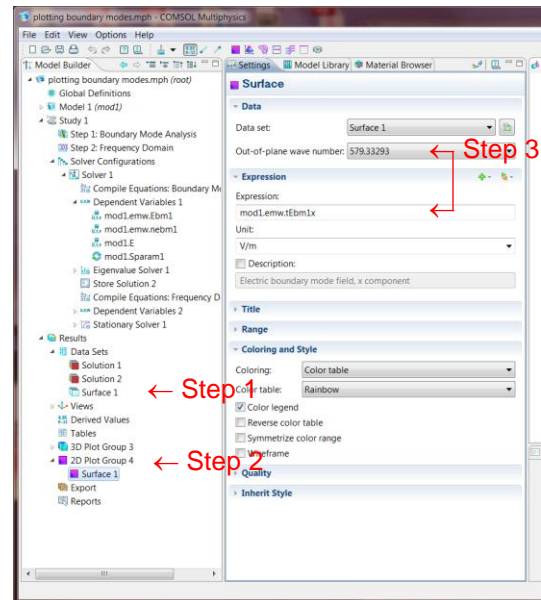 plotting boundary modes.mph - COMSOL Multiphysics
File Edit View Options Help
Model Builder
plotting boundary modes.mph (root)
Global Definitions
Model 1 (mod1)
Study 1
Step 1: Boundary Mode Analysis
Step 2: Frequency Domain
Solver Configurations
Solver 1
Compile Equations: Boundary Mo
Dependent Variables 1
mod1.emw.Ebm1
mod1.emw.nebm1
mod1.E
mod1.Sparam1
Eigenvalue Solver 1
Store Solution 2
Compile Equations: Frequency D
Dependent Variables 2
Stationary Solver 1
Results
Data Sets
Solution 1
Solution 2
Surface 1
← Step 1
Views
Derived Values
Tables
3D Plot Group 3
2D Plot Group 4
← Step 2
Surface 1
Export
Reports
Settings Model Library Material Browser
Surface
Data
Data set: Surface 1
Out-of-plane wave number: 579.33293
← Step 3
Expression
Expression:
mod1.emw.tEbm1x
Unit:
V/m
Description:
Electric boundary mode field, x component
Title
Range
Coloring and Style
Coloring: Color table
Color table: Rainbow
Color legend
Reverse color table
Symmetrize color range
Wireframe
Quality
Inherit Style